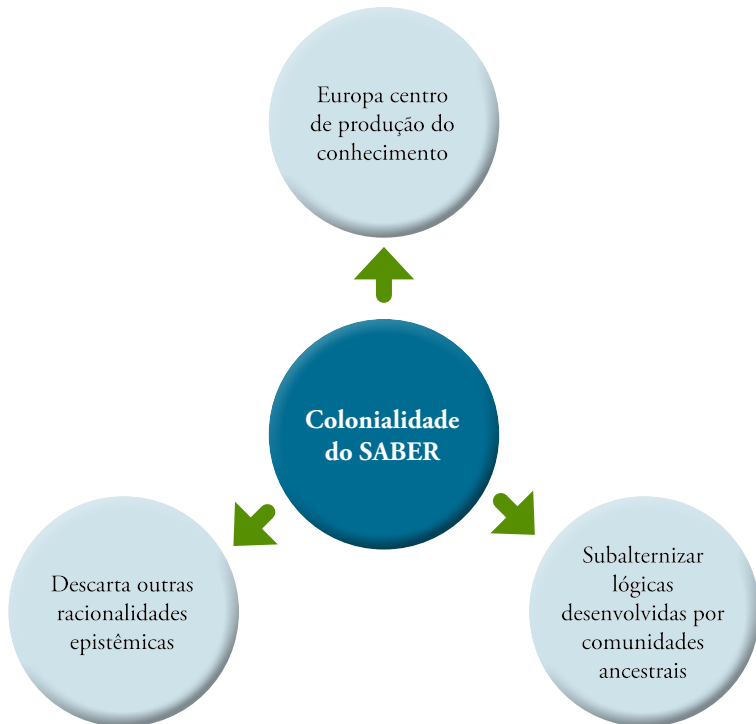 Europa centro
de produção do
conhecimento
Colonialidade
do SABER
Descarta outras
racionalidades
epistêmicas
Subalternizar
lógicas
desenvolvidas por
comunidades
ancestrais